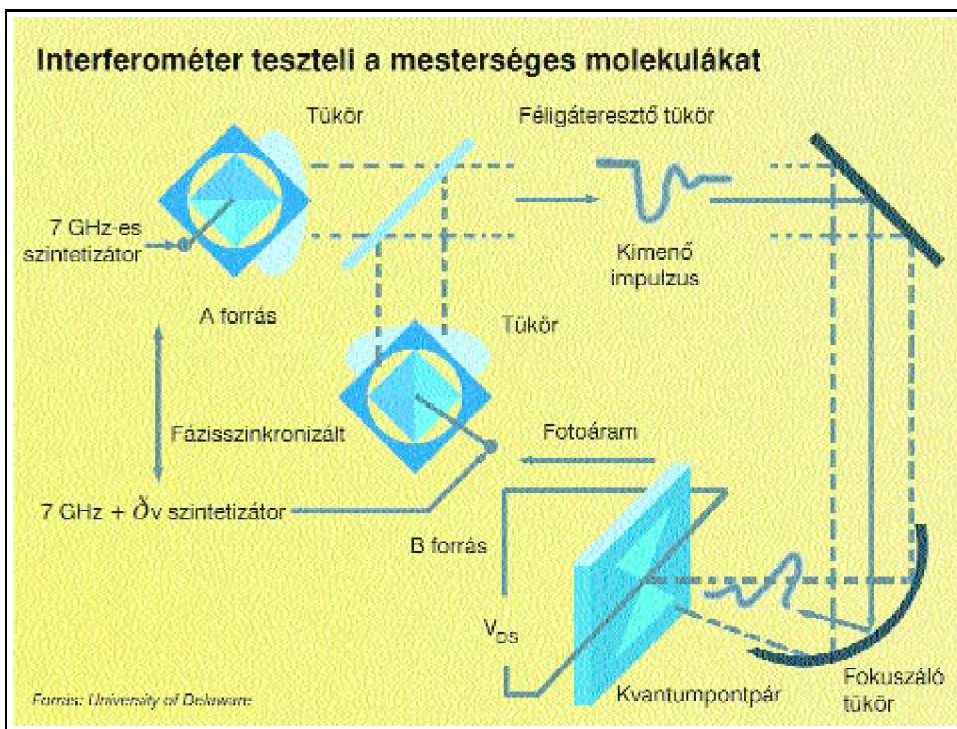 Interferométer teszteli a mesterséges molekulákat
Tükör
Féligáteresztő tükör
7 GHz-es
szintetizátor
Kimenő
impulzus
A forrás
Tükör
Fázisszinkronizált
Fotoáram
7 GHz + ðv szintetizátor
B forrás
V_DS
Kvantumpontpár
Fokuszáló
tükör
Forrás: University of Delaware